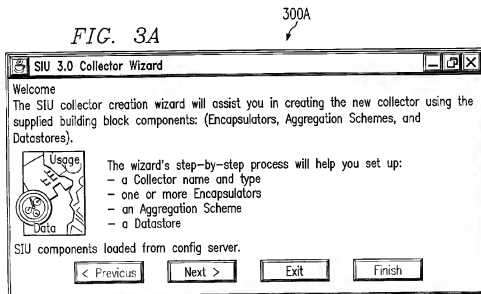 300A
FIG. 3A
SIU 3.0 Collector Wizard
Welcome
The SIU collector creation wizard will assist you in creating the new collector using the
supplied building block components: (Encapsulators, Aggregation Schemes, and
Datastores).
Usage
Data
The wizard's step-by-step process will help you set up:
– a Collector name and type
– one or more Encapsulators
– an Aggregation Scheme
– a Datastore
SIU components loaded from config server.
< Previcus
Next >
Exit
Finish